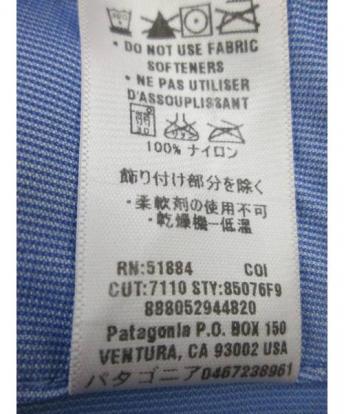 • DO NOT USE FABRIC
SOFTENERS
• NE PAS UTILISER
D'ASSOUPLISSANT
100% ナイロン
飾り付け部分を除く
・柔軟剤の使用不可
・乾燥機一低温
RN:51884 COI
CUT:7110 STY:85076F9
888052944820
Patagonia P.O. BOX 150
VENTURA, CA 93002 USA
パタゴニア0467238961